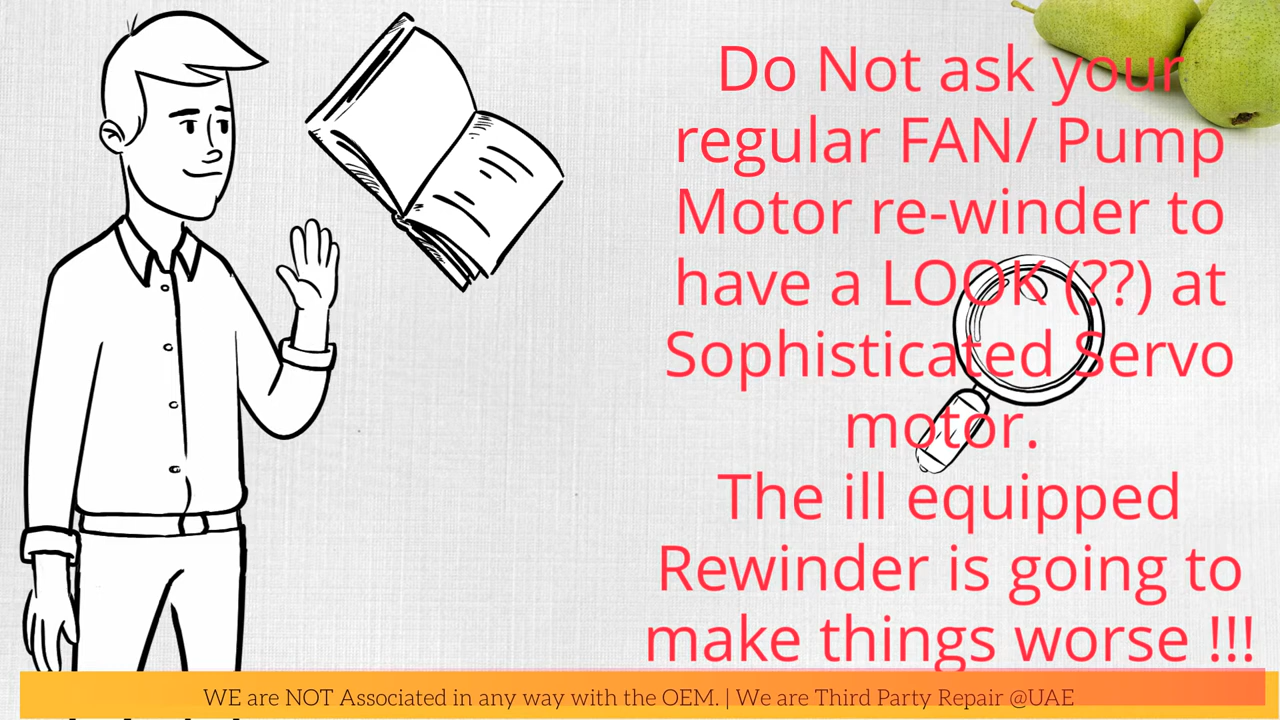 Do Not ask your
regular FAN/ Pump
Motor re-winder to
have a LOOK (??) at
Sophisticated Servo
motor.
The ill equipped
Rewinder is going to
make things worse !!!
WE are NOT Associated in any way with the OEM. | We are Third Party Repair @UAE